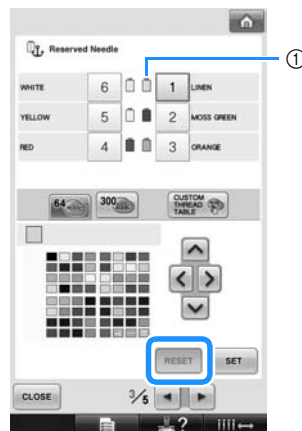 Reserved Needle
①
WHITE 6 1 LINEN
YELLOW 5 2 MOSS GREEN
RED 4 3 ORANGE
64 300 CUSTOM THREAD TABLE
RESET SET
CLOSE 3/5
?